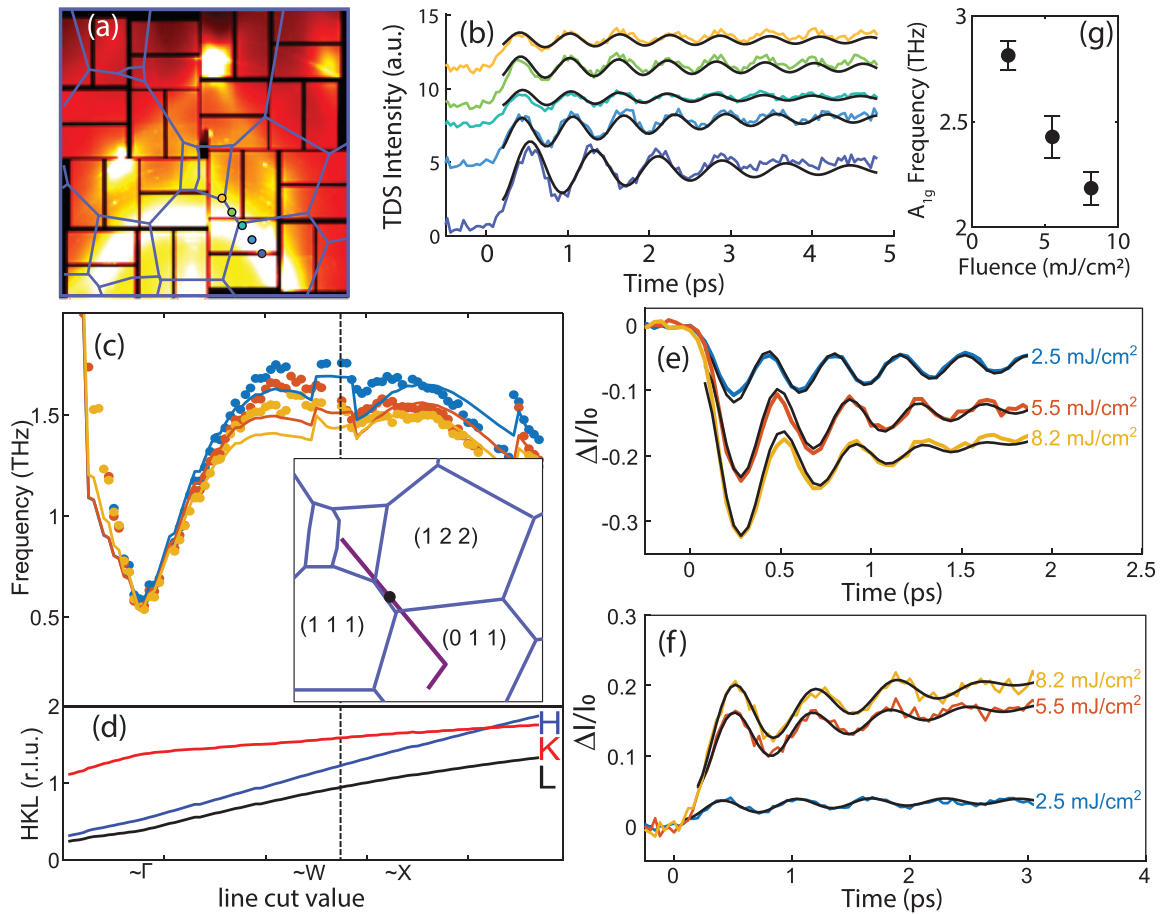 (a)
(b)
TDS Intensity (a.u.)
15
10
5
0
0 1 2 3 4 5
Time (ps)
(g)
A1g Frequency (THz)
3
2.5
2
0 5 10
Fluence (mJ/cm²)
(c)
Frequency (THz)
1.5
1
0.5
(1 2 2)
(1 1 1)
(0 1 1)
(d)
HKL (r.l.u.)
2
1
0
H
K
L
~Γ ~W ~X
line cut value
(e)
ΔI/I0
0
-0.1
-0.2
-0.3
2.5 mJ/cm²
5.5 mJ/cm²
8.2 mJ/cm²
0 0.5 1 1.5 2 2.5
Time (ps)
(f)
ΔI/I0
0.3
0.2
0.1
0
8.2 mJ/cm²
5.5 mJ/cm²
2.5 mJ/cm²
0 1 2 3 4
Time (ps)